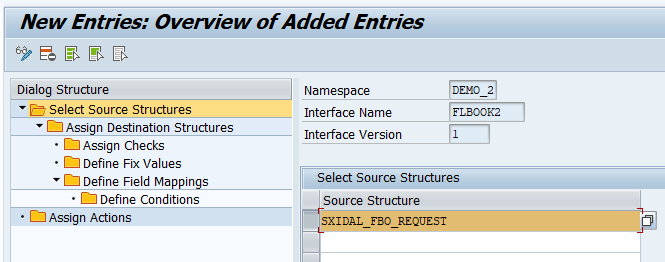 New Entries: Overview of Added Entries
Dialog Structure
Select Source Structures
Assign Destination Structures
Assign Checks
Define Fix Values
Define Field Mappings
Define Conditions
Assign Actions
Namespace DEMO_2
Interface Name FLBOOK2
Interface Version 1
Select Source Structures
Source Structure
SXIDAL_FBO_REQUEST